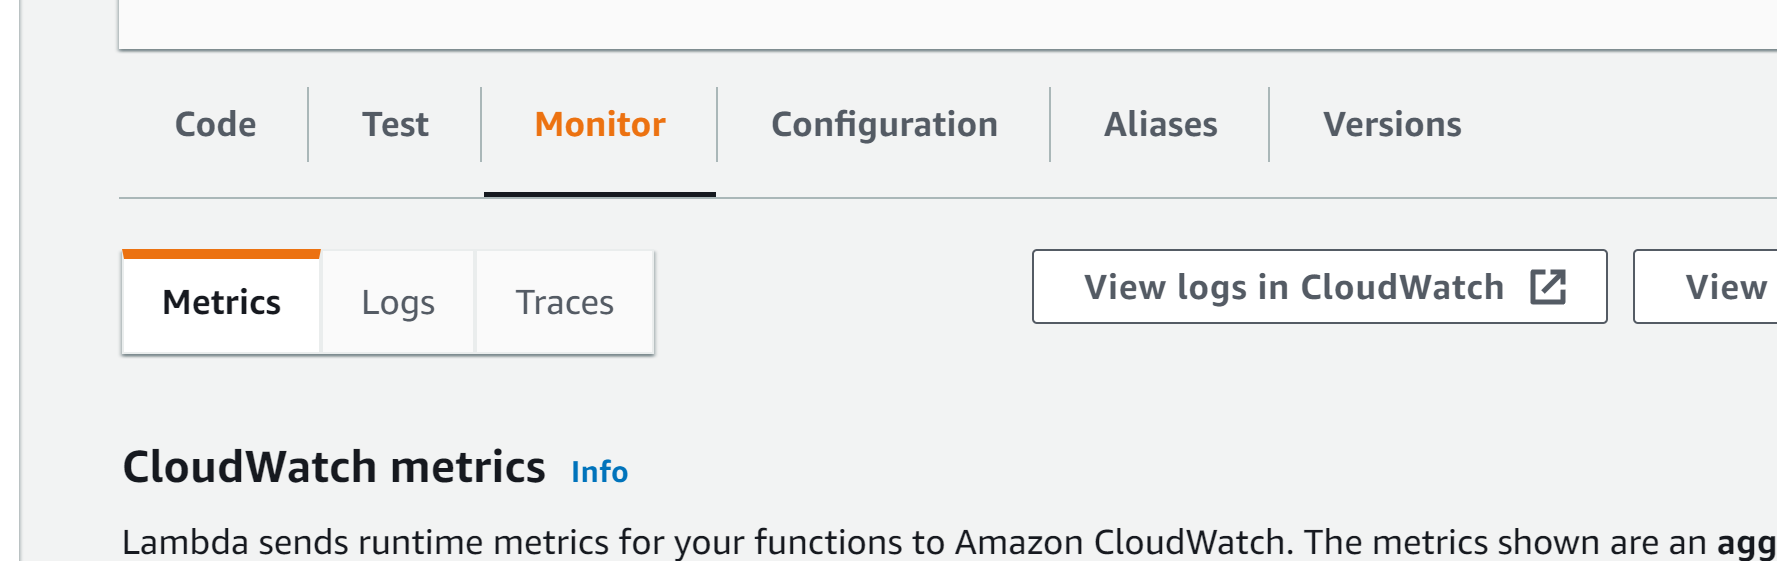 Code Test Monitor Configuration Aliases Versions
Metrics Logs Traces View logs in CloudWatch View
CloudWatch metrics Info
Lambda sends runtime metrics for your functions to Amazon CloudWatch. The metrics shown are an agg